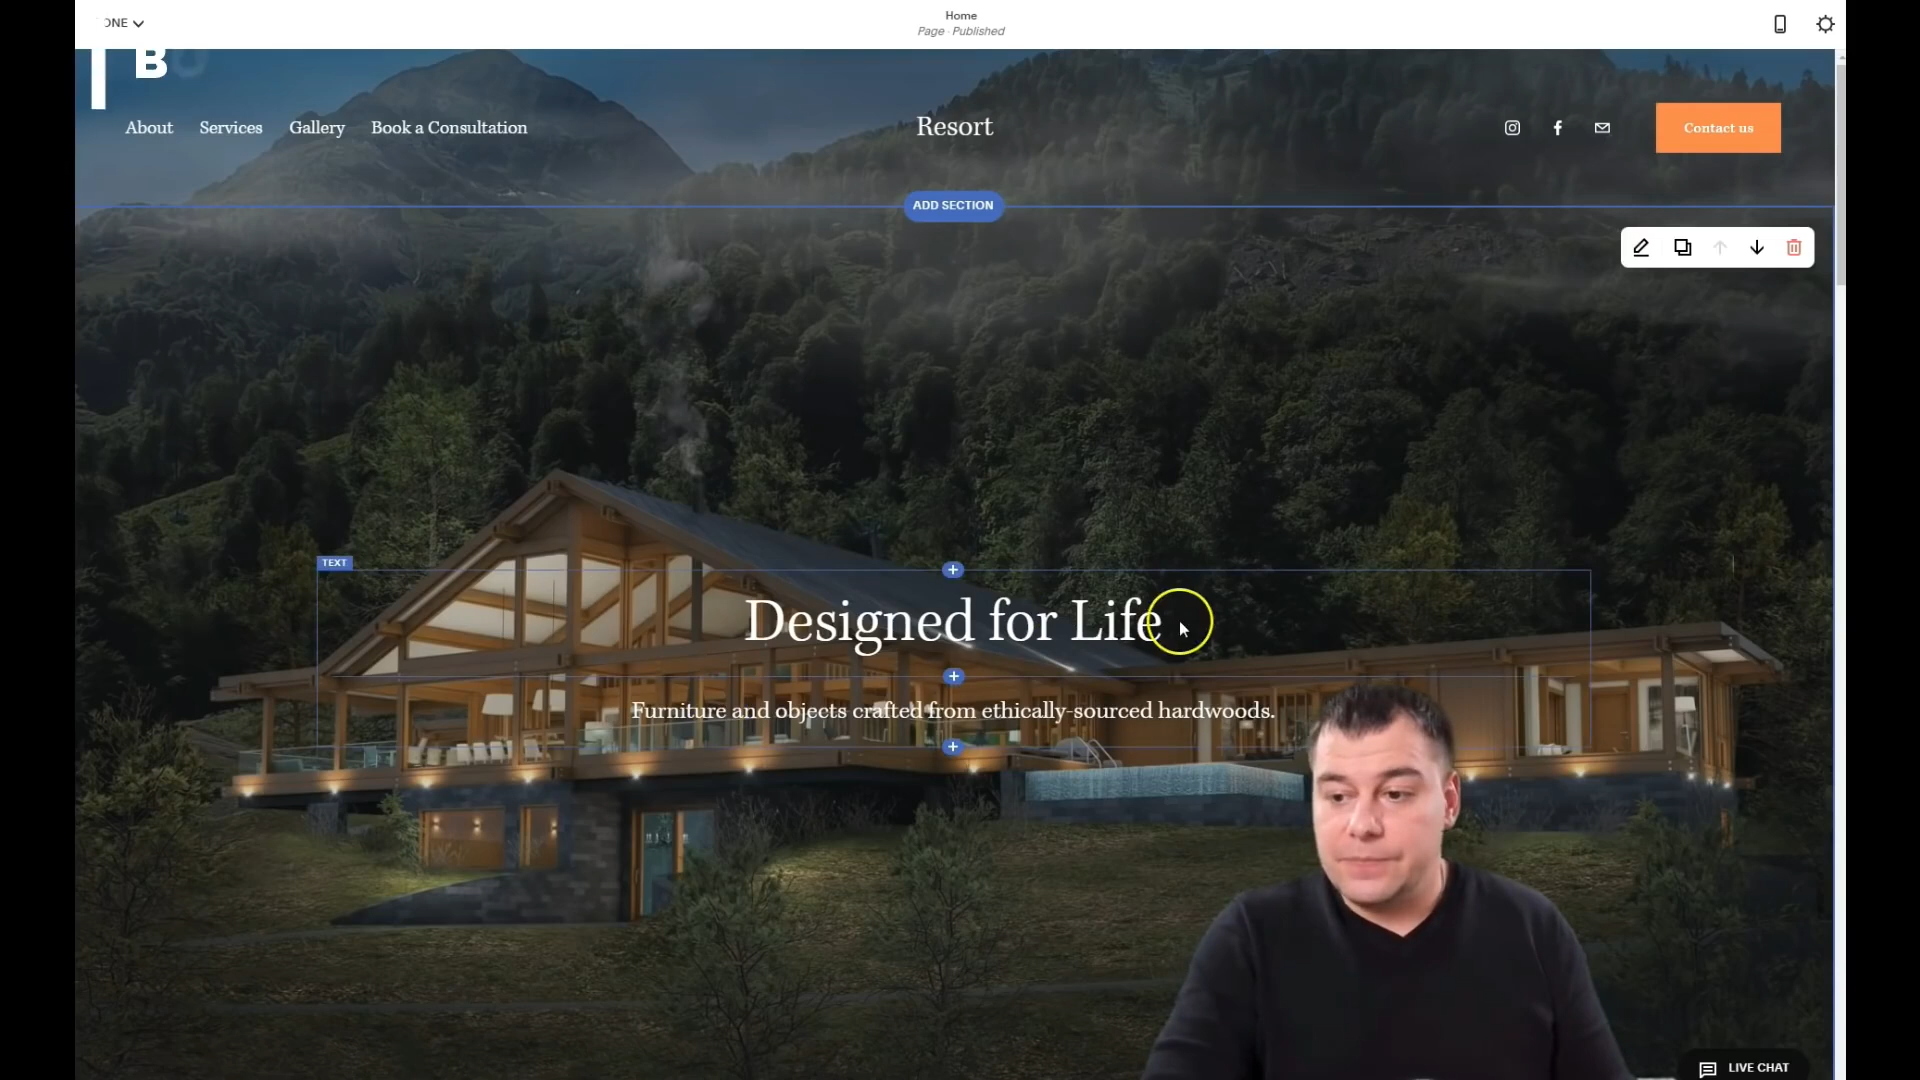 ONE
Home
Page · Published
B
About Services Gallery Book a Consultation
Resort
Contact us
ADD SECTION
TEXT
Designed for Life
Furniture and objects crafted from ethically-sourced hardwoods.
LIVE CHAT